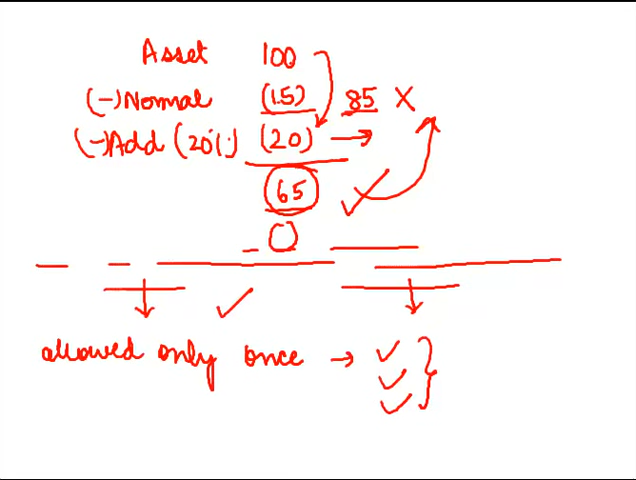 Asset 100
(-) Normal (15) 85 X
(-) Add (20%) (20) →
65 ✓
0
↓ ✓ ↓
allowed only once → ✓
✓
✓